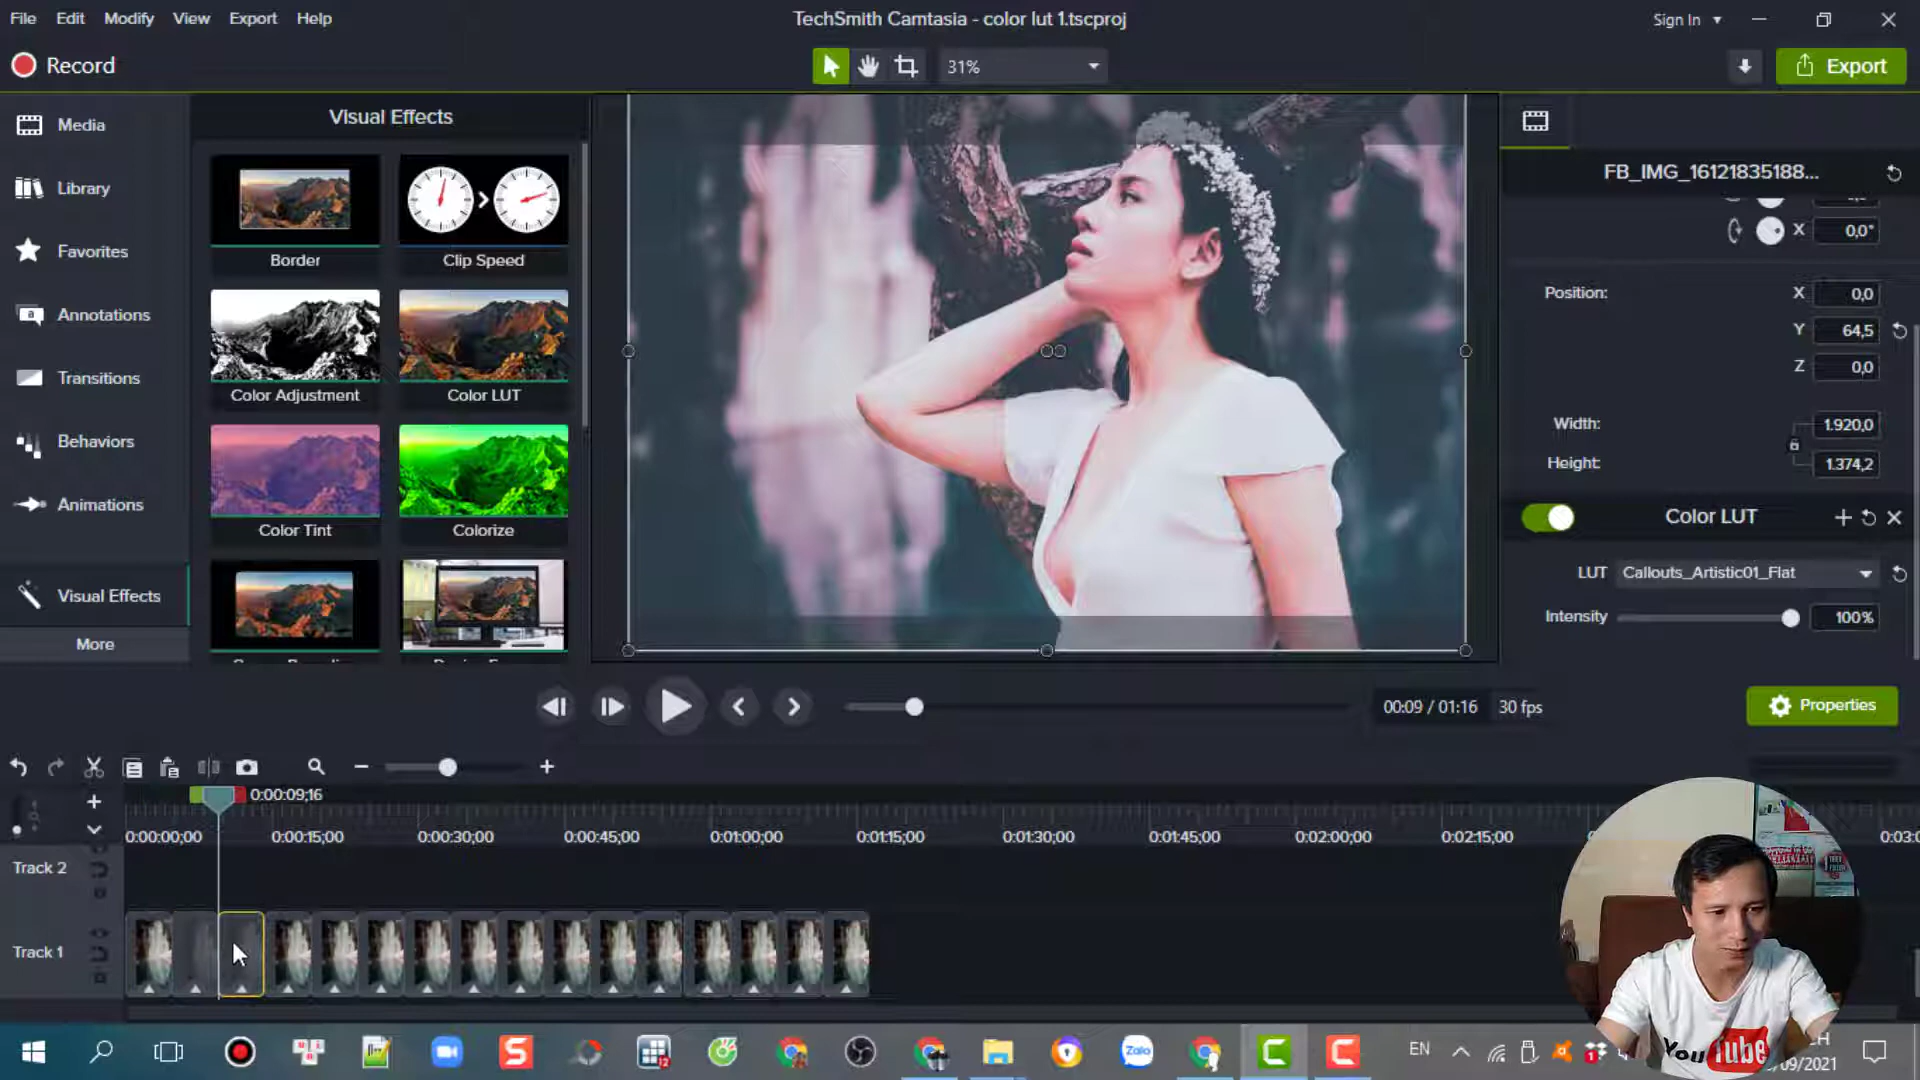 File Edit Modify View Export Help
TechSmith Camtasia - color lut 1.tscproj
Sign In
Record
31%
Export
Media
Library
Favorites
Annotations
Transitions
Behaviors
Animations
Visual Effects
More
Visual Effects
Border
Clip Speed
Color Adjustment
Color LUT
Color Tint
Colorize
FB_IMG_16121835188...
X 0,0°
Position:
X 0,0
Y 64,5
Z 0,0
Width: 1.920,0
Height: 1.374,2
Color LUT
LUT Callouts_Artistic01_Flat
Intensity 100%
00:09 / 01:16 30 fps
Properties
0:00:09;16
0:00:00;00 0:00:15;00 0:00:30;00 0:00:45;00 0:01:00;00 0:01:15;00 0:01:30;00 0:01:45;00 0:02:00;00 0:02:15;00
Track 2
Track 1
YouTube
Zalo
EN
/09/2021